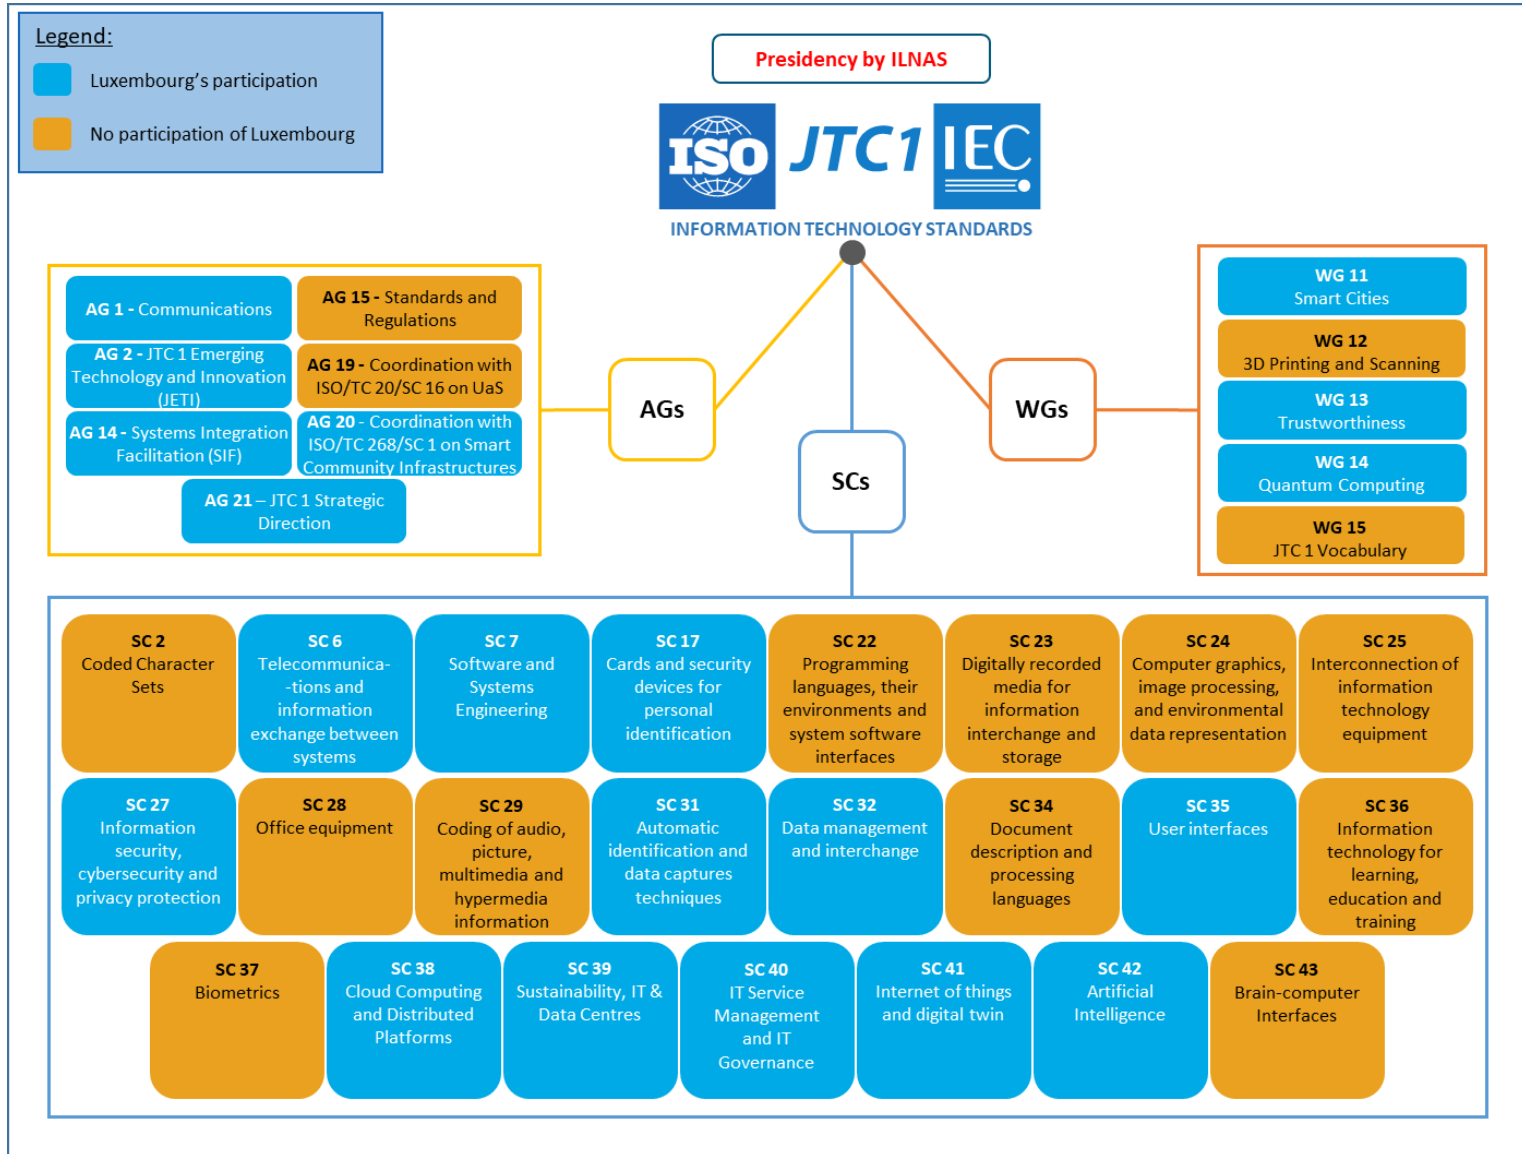 Legend:
Luxembourg's participation
No participation of Luxembourg
Presidency by ILNAS
ISO JTC1 IEC
INFORMATION TECHNOLOGY STANDARDS
AG 1 - Communications
AG 2 - JTC 1 Emerging
Technology and Innovation
(JETI)
AG 14 - Systems Integration
Facilitation (SIF)
AG 15 - Standards and
Regulations
AG 19 - Coordination with
ISO/TC 20/SC 16 on UaS
AG 20 - Coordination with
ISO/TC 268/SC 1 on Smart
Community Infrastructures
AG 21 – JTC 1 Strategic
Direction
AGs
SCs
WGs
WG 11
Smart Cities
WG 12
3D Printing and Scanning
WG 13
Trustworthiness
WG 14
Quantum Computing
WG 15
JTC 1 Vocabulary
SC 2
Coded Character
Sets
SC 6
Telecommunica-
-tions and
information
exchange between
systems
SC 7
Software and
Systems
Engineering
SC 17
Cards and security
devices for
personal
identification
SC 22
Programming
languages, their
environments and
system software
interfaces
SC 23
Digitally recorded
media for
information
interchange and
storage
SC 24
Computer graphics,
image processing,
and environmental
data representation
SC 25
Interconnection of
information
technology
equipment
SC 27
Information
security,
cybersecurity and
privacy protection
SC 28
Office equipment
SC 29
Coding of audio,
picture,
multimedia and
hypermedia
information
SC 31
Automatic
identification and
data captures
techniques
SC 32
Data management
and interchange
SC 34
Document
description and
processing
languages
SC 35
User interfaces
SC 36
Information
technology for
learning,
education and
training
SC 37
Biometrics
SC 38
Cloud Computing
and Distributed
Platforms
SC 39
Sustainability, IT &
Data Centres
SC 40
IT Service
Management
and IT
Governance
SC 41
Internet of things
and digital twin
SC 42
Artificial
Intelligence
SC 43
Brain-computer
Interfaces